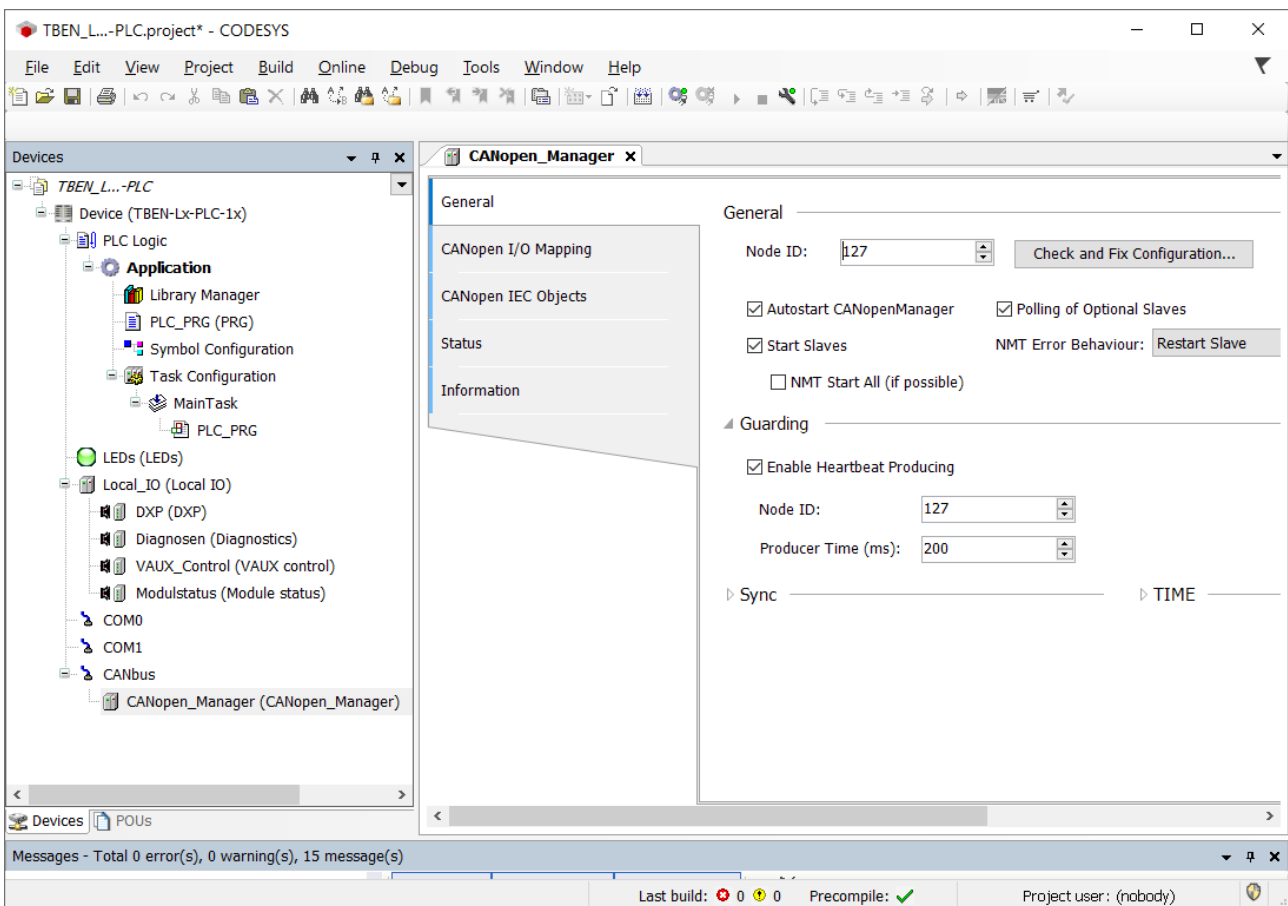 TBEN_L...-PLC.project* - CODESYS
File Edit View Project Build Online Debug Tools Window Help
Devices
TBEN_L...-PLC
Device (TBEN-Lx-PLC-1x)
PLC Logic
Application
Library Manager
PLC_PRG (PRG)
Symbol Configuration
Task Configuration
MainTask
PLC_PRG
LEDs (LEDs)
Local_IO (Local IO)
DXP (DXP)
Diagnosen (Diagnostics)
VAUX_Control (VAUX control)
Modulstatus (Module status)
COM0
COM1
CANbus
CANopen_Manager (CANopen_Manager)
Devices POUs
CANopen_Manager
General
CANopen I/O Mapping
CANopen IEC Objects
Status
Information
General
Node ID: 127 Check and Fix Configuration...
Autostart CANopenManager Polling of Optional Slaves
Start Slaves NMT Error Behaviour: Restart Slave
NMT Start All (if possible)
Guarding
Enable Heartbeat Producing
Node ID: 127
Producer Time (ms): 200
Sync TIME
Messages - Total 0 error(s), 0 warning(s), 15 message(s)
Last build: 0 0 Precompile: Project user: (nobody)